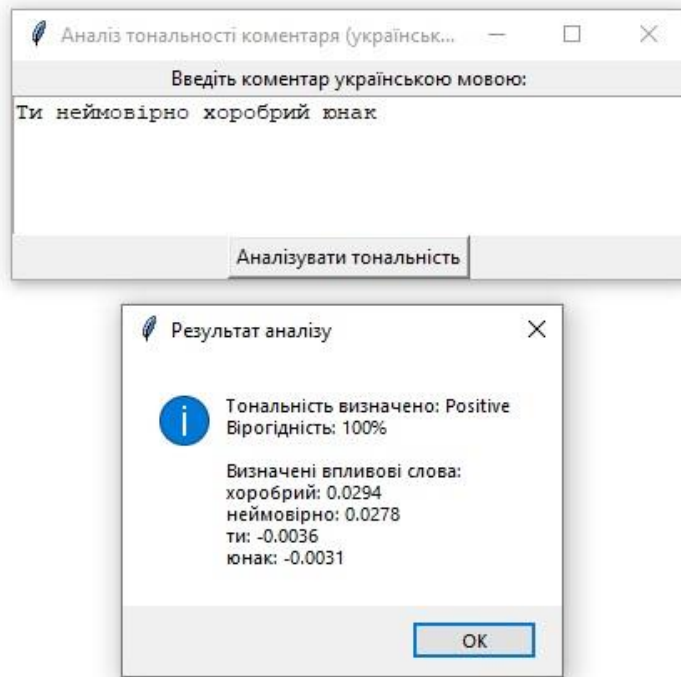 Аналіз тональності коментаря (українськ...
Введіть коментар українською мовою:
Ти неймовірно хоробрий юнак
Аналізувати тональність
Результат аналізу
Тональність визначено: Positive
Вірогідність: 100%
Визначені впливові слова:
хоробрий: 0.0294
неймовірно: 0.0278
ти: -0.0036
юнак: -0.0031
OK